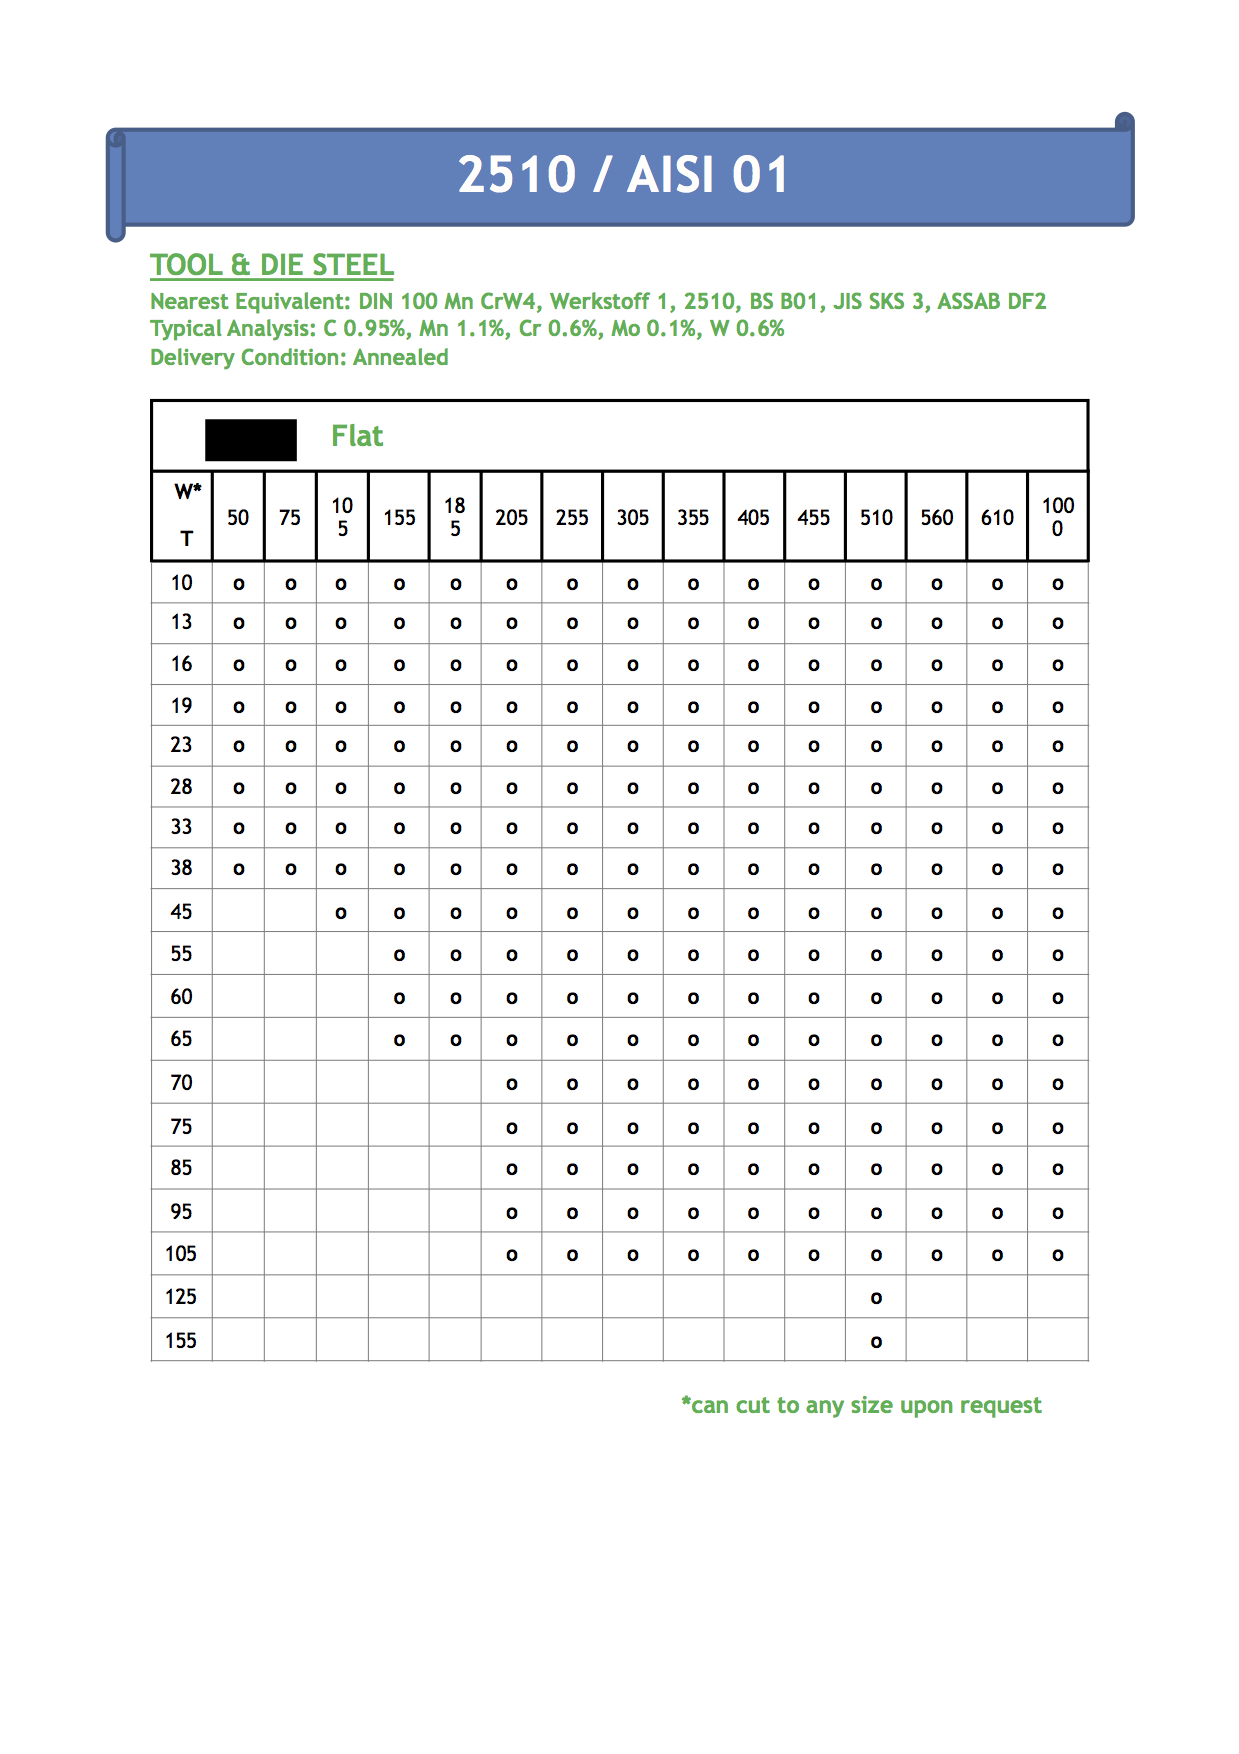 2510 / AISI 01
TOOL & DIE STEEL
Nearest Equivalent: DIN 100 Mn CrW4, Werkstoff 1, 2510, BS B01, JIS SKS 3, ASSAB DF2
Typical Analysis: C 0.95%, Mn 1.1%, Cr 0.6%, Mo 0.1%, W 0.6%
Delivery Condition: Annealed
Flat
W*
T 50 75 105 155 185 205 255 305 355 405 455 510 560 610 1000
10 o o o o o o o o o o o o o o o
13 o o o o o o o o o o o o o o o
16 o o o o o o o o o o o o o o o
19 o o o o o o o o o o o o o o o
23 o o o o o o o o o o o o o o o
28 o o o o o o o o o o o o o o o
33 o o o o o o o o o o o o o o o
38 o o o o o o o o o o o o o o o
45 o o o o o o o o o o o o o
55 o o o o o o o o o o o o
60 o o o o o o o o o o o o
65 o o o o o o o o o o o o
70 o o o o o o o o o o
75 o o o o o o o o o o
85 o o o o o o o o o o
95 o o o o o o o o o o
105 o o o o o o o o o o
125 o
155 o
*can cut to any size upon request